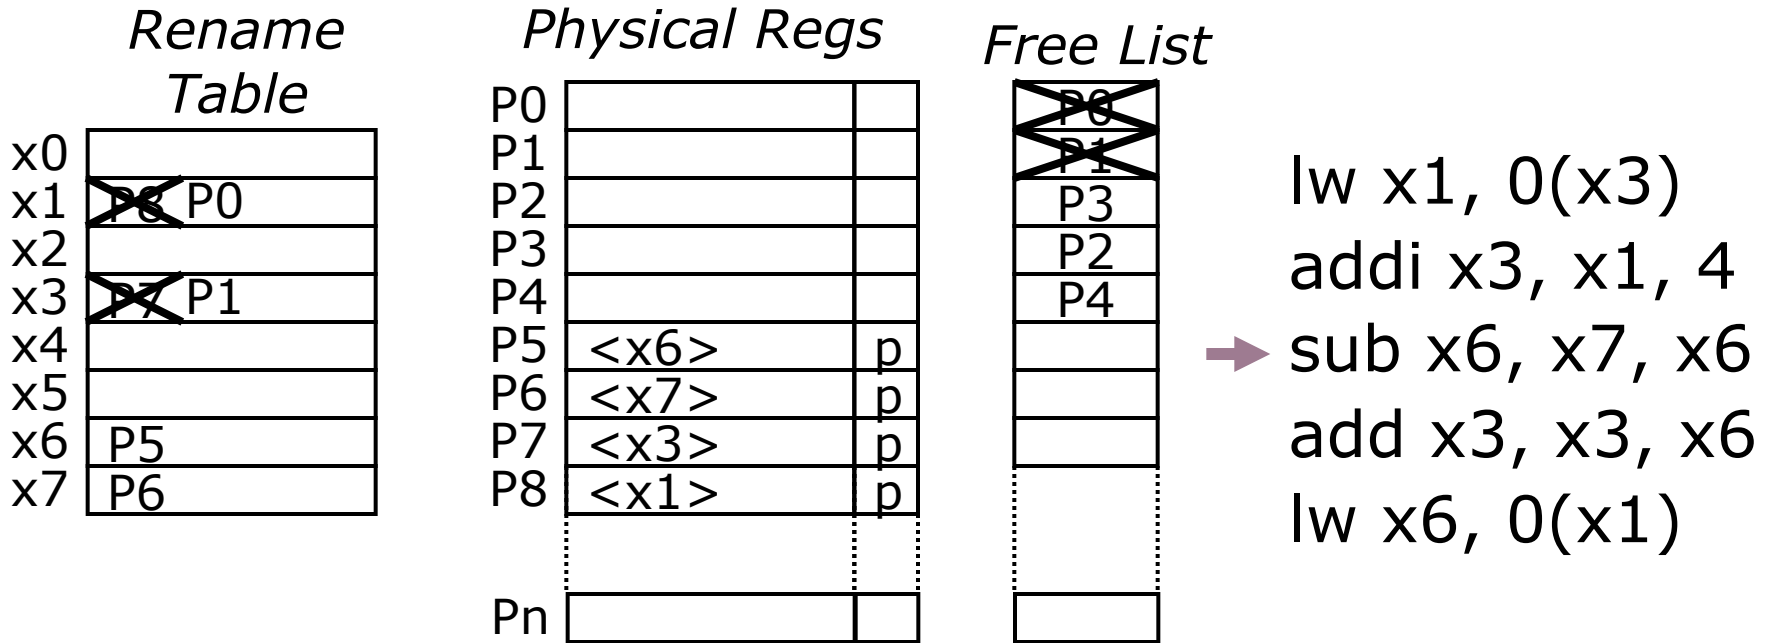 Rename
Table
x0
x1 P8 P0
x2
x3 P7 P1
x4
x5
x6 P5
x7 P6
Physical Regs
P0
P1
P2
P3
P4
P5 <x6> p
P6 <x7> p
P7 <x3> p
P8 <x1> p
Pn
Free List
P0
P1
P3
P2
P4
lw x1, 0(x3)
addi x3, x1, 4
sub x6, x7, x6
add x3, x3, x6
lw x6, 0(x1)